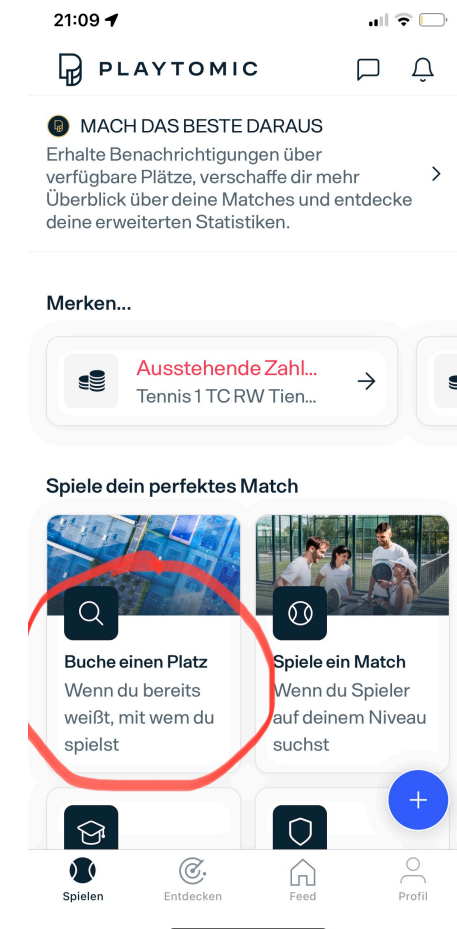 21:09
PLAYTOMIC
MACH DAS BESTE DARAUS
Erhalte Benachrichtigungen über
verfügbare Plätze, verschaffe dir mehr
Überblick über deine Matches und entdecke
deine erweiterten Statistiken.
Merken...
Ausstehende Zahl...
Tennis 1 TC RW Tien...
Spiele dein perfektes Match
Buche einen Platz
Wenn du bereits
weißt, mit wem du
spielst
Spiele ein Match
Wenn du Spieler
auf deinem Niveau
suchst
Spielen
Entdecken
Feed
Profil